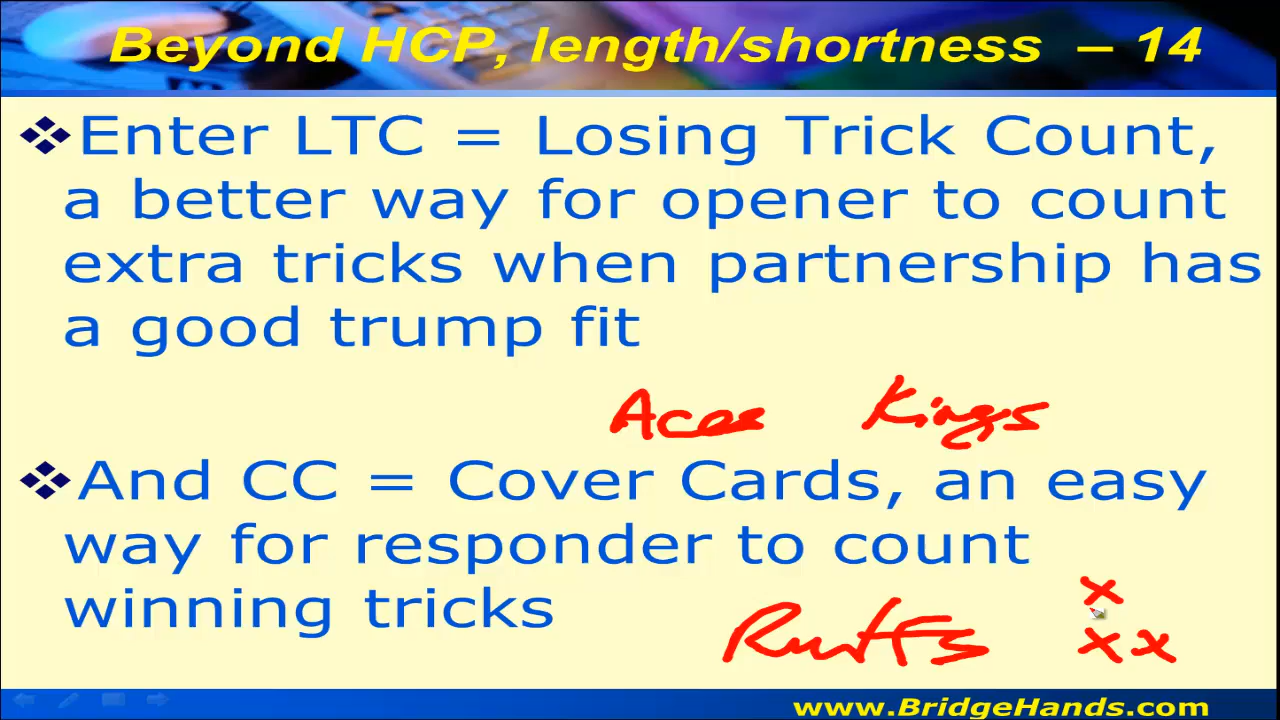 Beyond HCP, length/shortness – 14
Enter LTC = Losing Trick Count,
a better way for opener to count
extra tricks when partnership has
a good trump fit
Aces Kings
And CC = Cover Cards, an easy
way for responder to count
winning tricks
x
Ruffs xx
www.BridgeHands.com